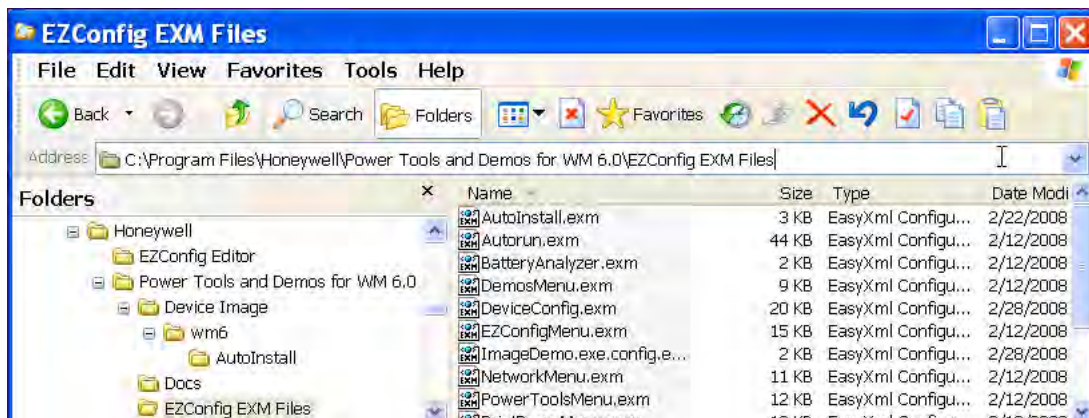 EZConfig EXM Files
File Edit View Favorites Tools Help
Back Search Folders Favorites
Address C:\Program Files\Honeywell\Power Tools and Demos for WM 6.0\EZConfig EXM Files
Folders
Honeywell
EZConfig Editor
Power Tools and Demos for WM 6.0
Device Image
wm6
AutoInstall
Docs
EZConfig EXM Files
Name Size Type Date Modi
AutoInstall.exm 3 KB EasyXml Configu... 2/22/2008
Autorun.exm 44 KB EasyXml Configu... 2/12/2008
BatteryAnalyzer.exm 2 KB EasyXml Configu... 2/12/2008
DemosMenu.exm 9 KB EasyXml Configu... 2/12/2008
DeviceConfig.exm 20 KB EasyXml Configu... 2/28/2008
EZConfigMenu.exm 15 KB EasyXml Configu... 2/12/2008
ImageDemo.exe.config.e... 2 KB EasyXml Configu... 2/28/2008
NetworkMenu.exm 11 KB EasyXml Configu... 2/12/2008
PowerToolsMenu.exm 12 KB EasyXml Configu... 2/12/2008